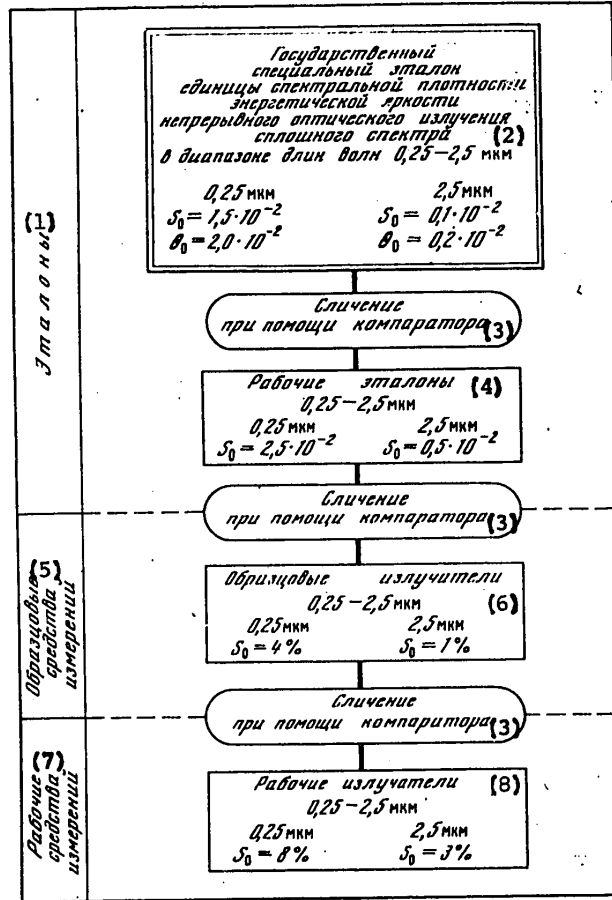 Государственный
специальный эталон
единицы спектральной плотности
энергетической яркости
непрерывного оптического излучения
сплошного спектра (2)
в диапазоне длин волн 0,25–2,5 мкм
0,25 мкм 2,5 мкм
S₀ = 1,5·10⁻² S₀ = 0,1·10⁻²
θ₀ = 2,0·10⁻² θ₀ = 0,2·10⁻²
(1)
Эталоны
Сличение
при помощи компаратора (3)
Рабочие эталоны (4)
0,25–2,5 мкм
0,25 мкм 2,5 мкм
S₀ = 2,5·10⁻² S₀ = 0,5·10⁻²
Сличение
при помощи компаратора (3)
(5)
Образцовые
средства
измерений
Образцовые излучители
0,25–2,5 мкм (6)
0,25 мкм 2,5 мкм
S₀ = 4% S₀ = 1%
Сличение
при помощи компаритора (3)
(7)
Рабочие
средства
измерений
Рабочие излучатели (8)
0,25–2,5 мкм
0,25 мкм 2,5 мкм
S₀ = 8% S₀ = 3%